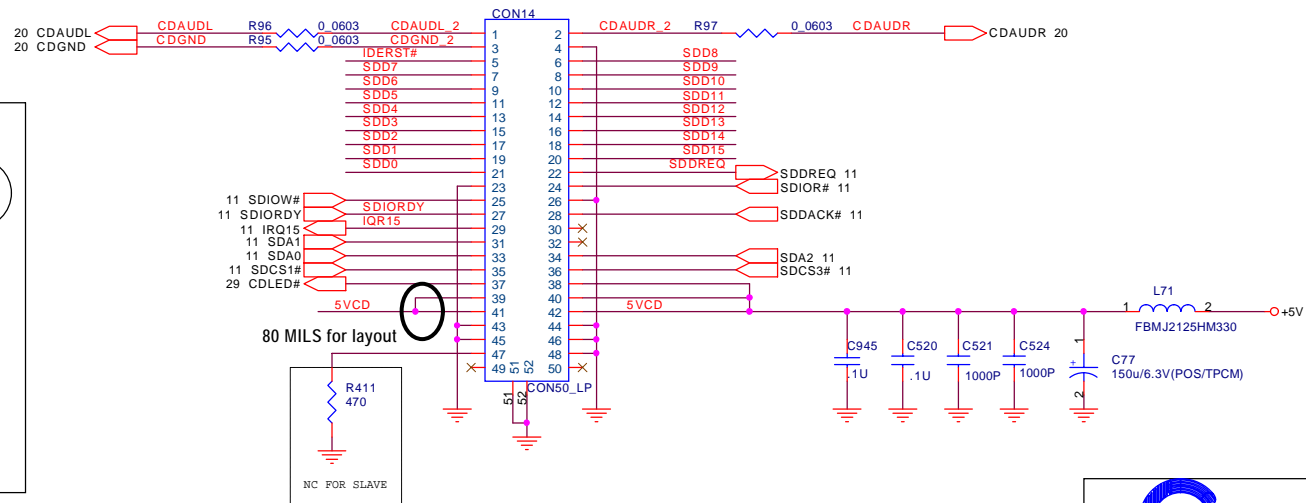 CON14
20 CDAUDL CDAUDL R96 0_0603 CDAUDL_2 1 2 CDAUDR_2 R97 0_0603 CDAUDR CDAUDR 20
20 CDGND CDGND R95 0_0603 CDGND_2 3 4
IDERST# 5 6 SDD8
SDD7 7 8 SDD9
SDD6 9 10 SDD10
SDD5 11 12 SDD11
SDD4 13 14 SDD12
SDD3 15 16 SDD13
SDD2 17 18 SDD14
SDD1 19 20 SDD15
SDD0 21 22 SDDREQ SDDREQ 11
23 24 SDIOR# 11
11 SDIOW# 25 26
11 SDIORDY SDIORDY 27 28 SDDACK# 11
11 IRQ15 IQR15 29 30
11 SDA1 31 32
11 SDA0 33 34 SDA2 11
11 SDCS1# 35 36 SDCS3# 11
29 CDLED# 37 38
39 40
5VCD 41 42 5VCD
1 L71 2 +5V
FBMJ2125HM330
80 MILS for layout
43 44
45 46
47 48
49 51 52 50
51 52
CON50_LP
C945
.1U
C520
.1U
C521
1000P
C524
1000P
1
+
C77
150u/6.3V(POS/TPCM)
2
R411
470
NC FOR SLAVE